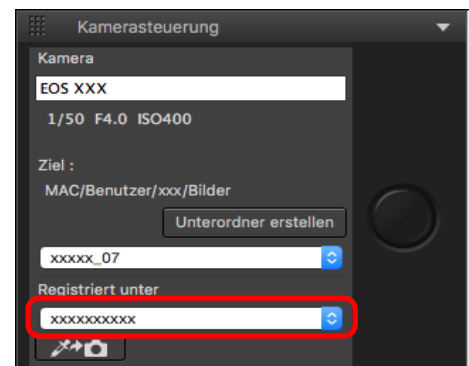 Kamerasteuerung
Kamera
EOS XXX
1/50 F4.0 ISO400
Ziel :
MAC/Benutzer/xxx/Bilder
Unterordner erstellen
xxxxx_07
Registriert unter
xxxxxxxxxx